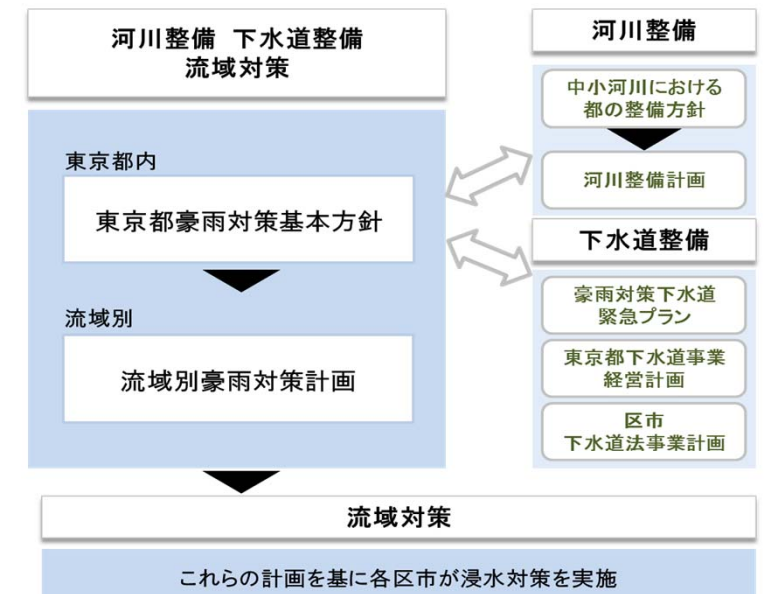 河川整備 下水道整備
流域対策
東京都内
東京都豪雨対策基本方針
流域別
流域別豪雨対策計画
河川整備
中小河川における
都の整備方針
河川整備計画
下水道整備
豪雨対策下水道
緊急プラン
東京都下水道事業
経営計画
区市
下水道法事業計画
流域対策
これらの計画を基に各区市が浸水対策を実施